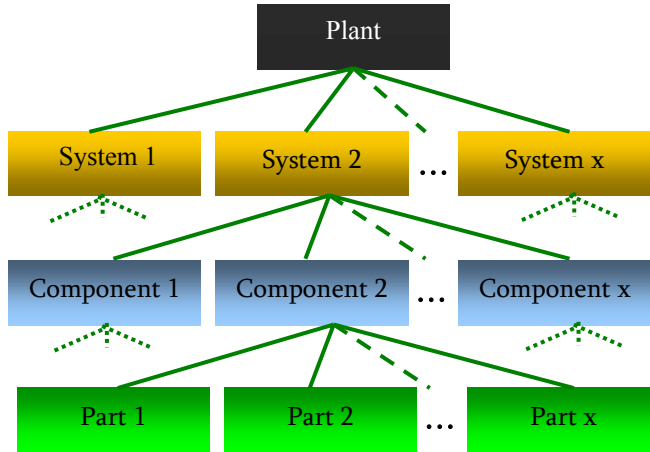 Plant
System 1 System 2 ... System x
Component 1 Component 2 ... Component x
Part 1 Part 2 ... Part x